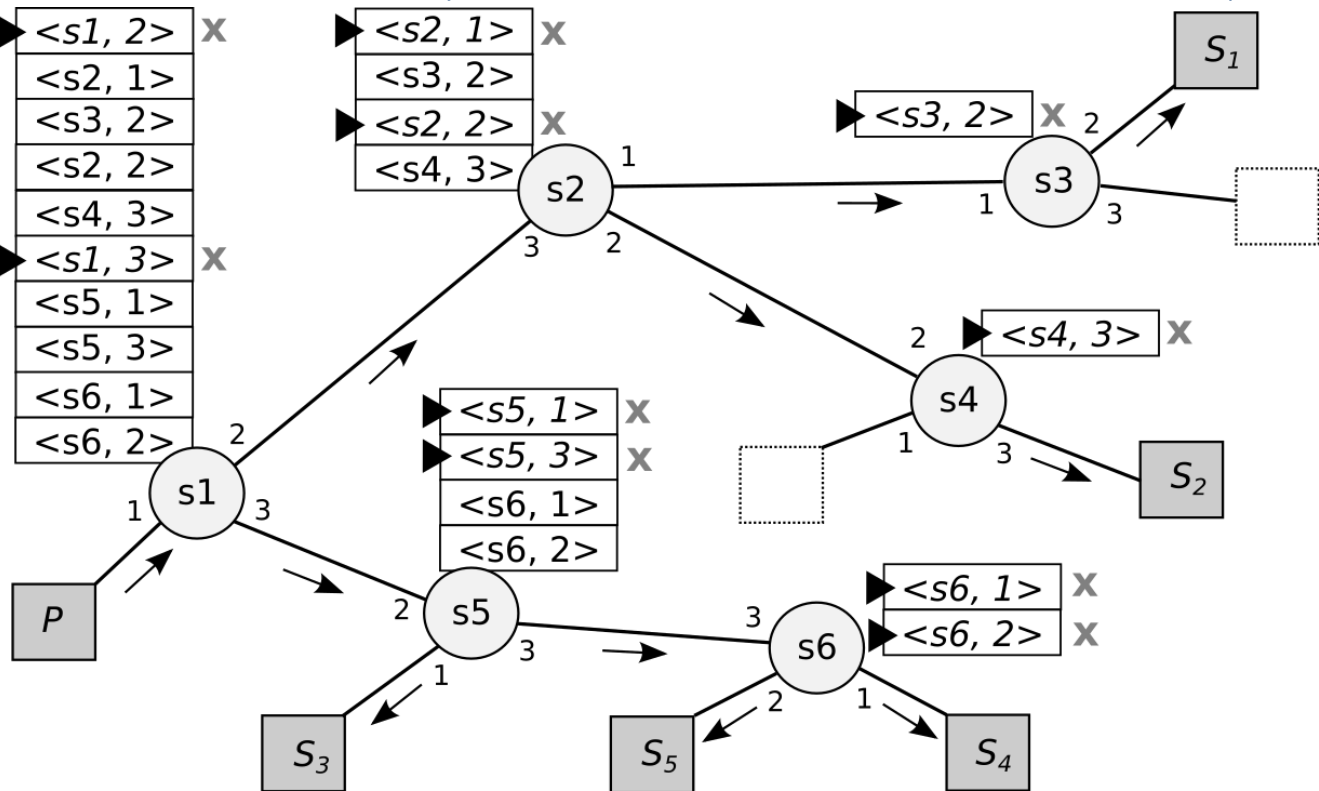 <s1, 2> x
<s2, 1>
<s3, 2>
<s2, 2>
<s4, 3>
<s1, 3> x
<s5, 1>
<s5, 3>
<s6, 1>
<s6, 2>
<s2, 1> x
<s3, 2>
<s2, 2> x
<s4, 3>
s2
1
2
3
<s3, 2> x
s3
1
2
3
S1
<s4, 3> x
s4
2
1
3
S2
s1
1
2
3
P
<s5, 1> x
<s5, 3> x
<s6, 1>
<s6, 2>
s5
2
3
1
S3
<s6, 1> x
<s6, 2> x
s6
3
2
1
S5
S4